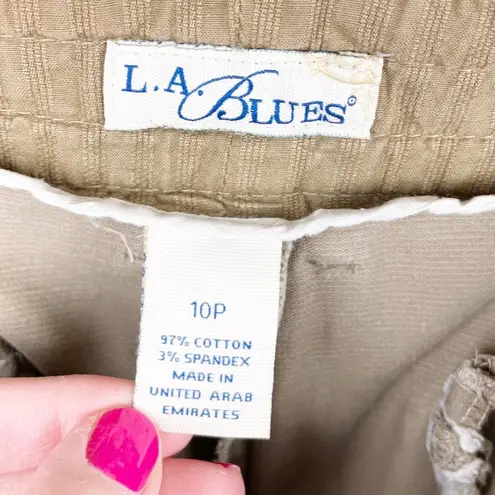 L.A. BLUES®
10P
97% COTTON
3% SPANDEX
MADE IN
UNITED ARAB
EMIRATES